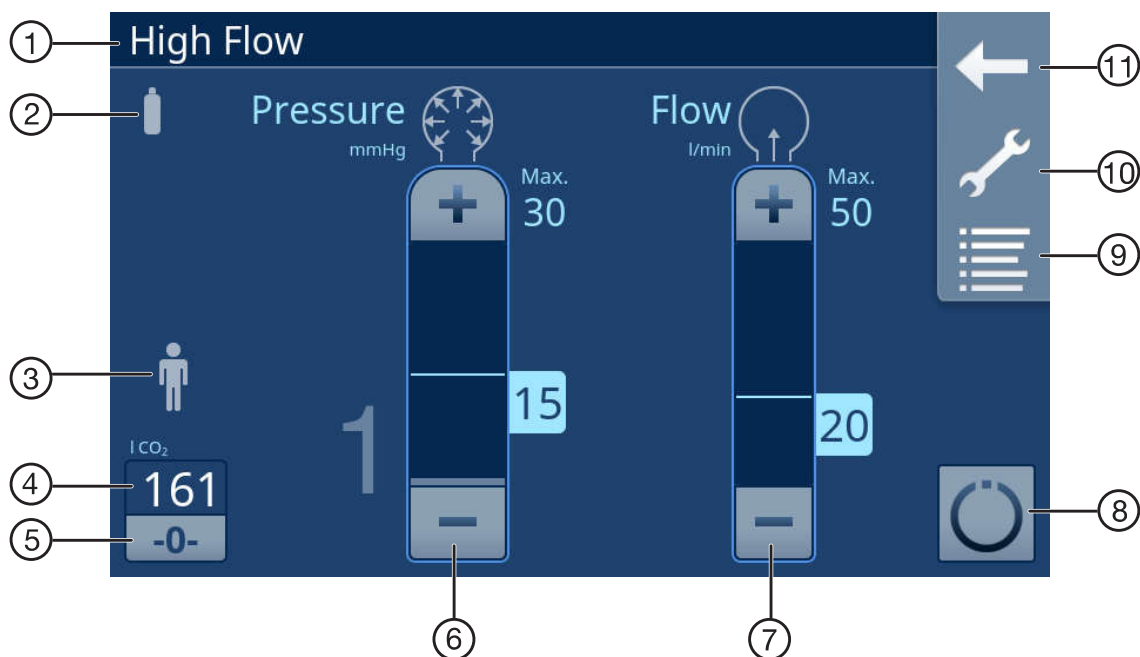 1
High Flow
11
2
Pressure
mmHg
Flow
l/min
Max.
30
Max.
50
10
9
3
15
20
1
l CO₂
4
161
5
-0-
8
6
7